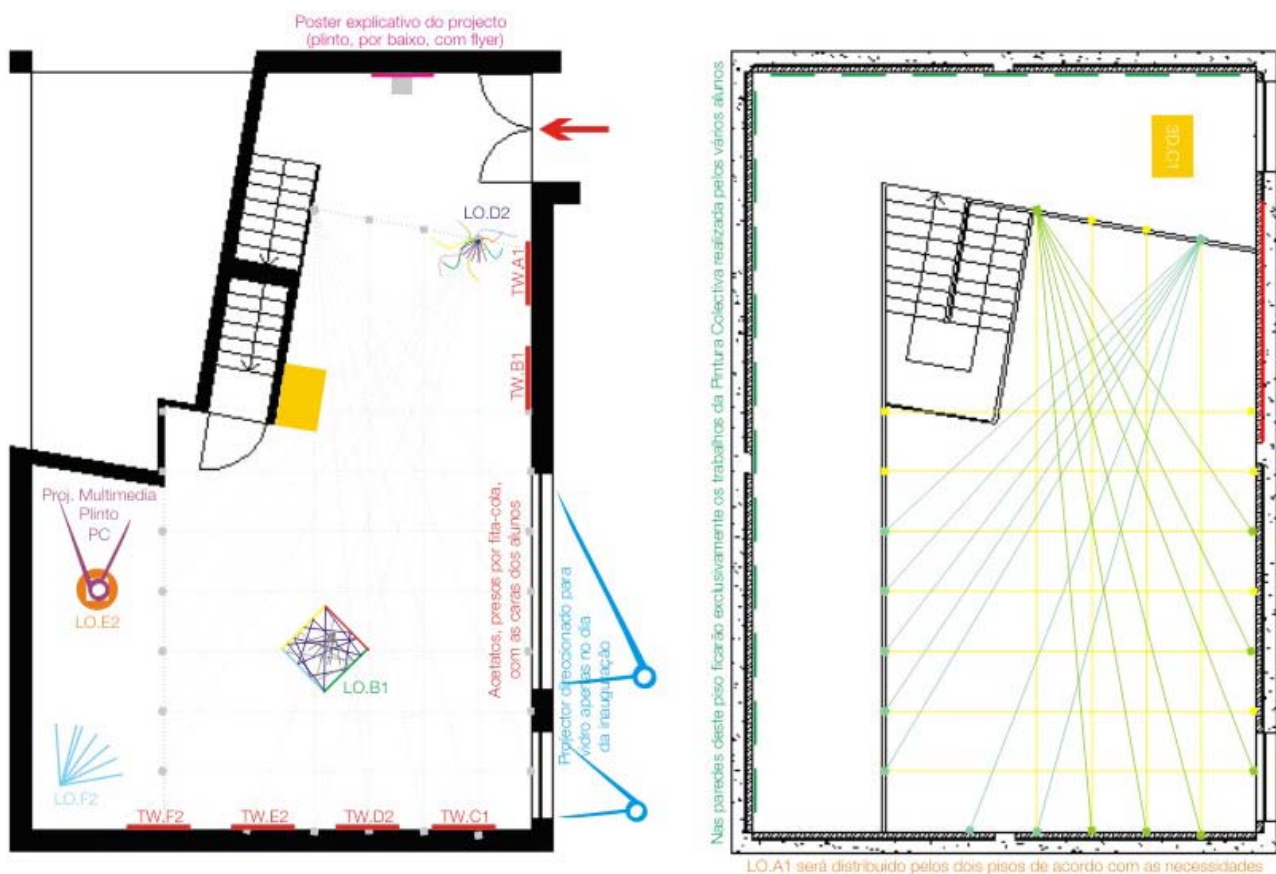 Poster explicativo do projecto
(plinto, por baixo, com flyer)
LO.D2
TW.A1
TW.B1
Proj. Multimedia
Plinto
PC
LO.E2
LO.B1
LO.F2
Acetatos, presos por fita-cola,
com as caras dos alunos
Projector direccionado para
vidro apenas no dia
da inauguração
TW.F2
TW.E2
TW.D2
TW.C1
Nas paredes deste piso ficarão exclusivamente os trabalhos da Pintura Colectiva realizada pelos vários alunos
3D.C1
LO.A1 será distribuido pelos dois pisos de acordo com as necessidades